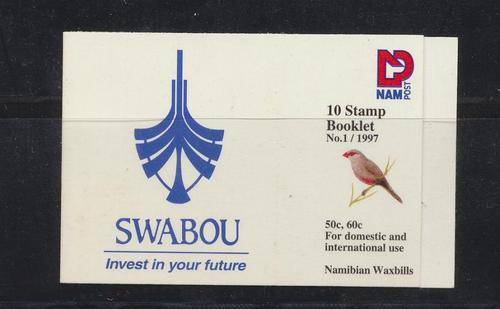 NAM
POST
10 Stamp
Booklet
No.1 / 1997
SWABOU
Invest in your future
50c, 60c
For domestic and
international use
Namibian Waxbills